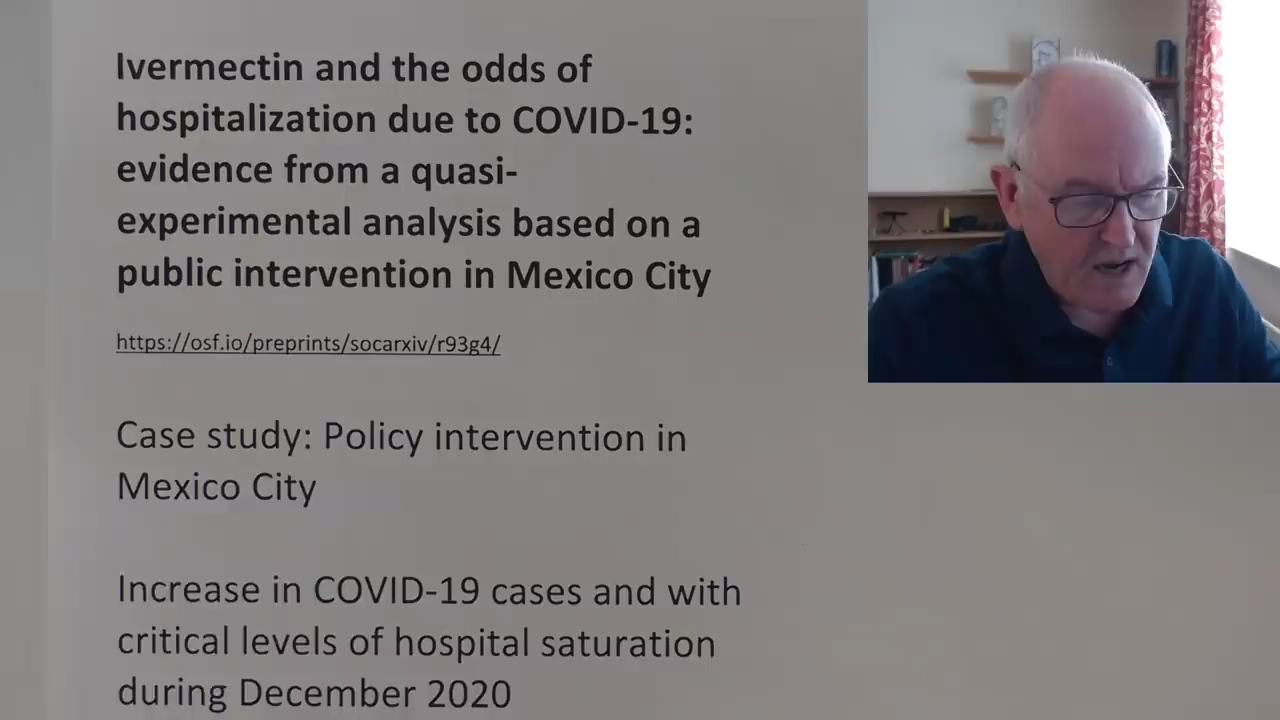 Ivermectin and the odds of
hospitalization due to COVID-19:
evidence from a quasi-
experimental analysis based on a
public intervention in Mexico City
https://osf.io/preprints/socarxiv/r93g4/
Case study: Policy intervention in
Mexico City
Increase in COVID-19 cases and with
critical levels of hospital saturation
during December 2020